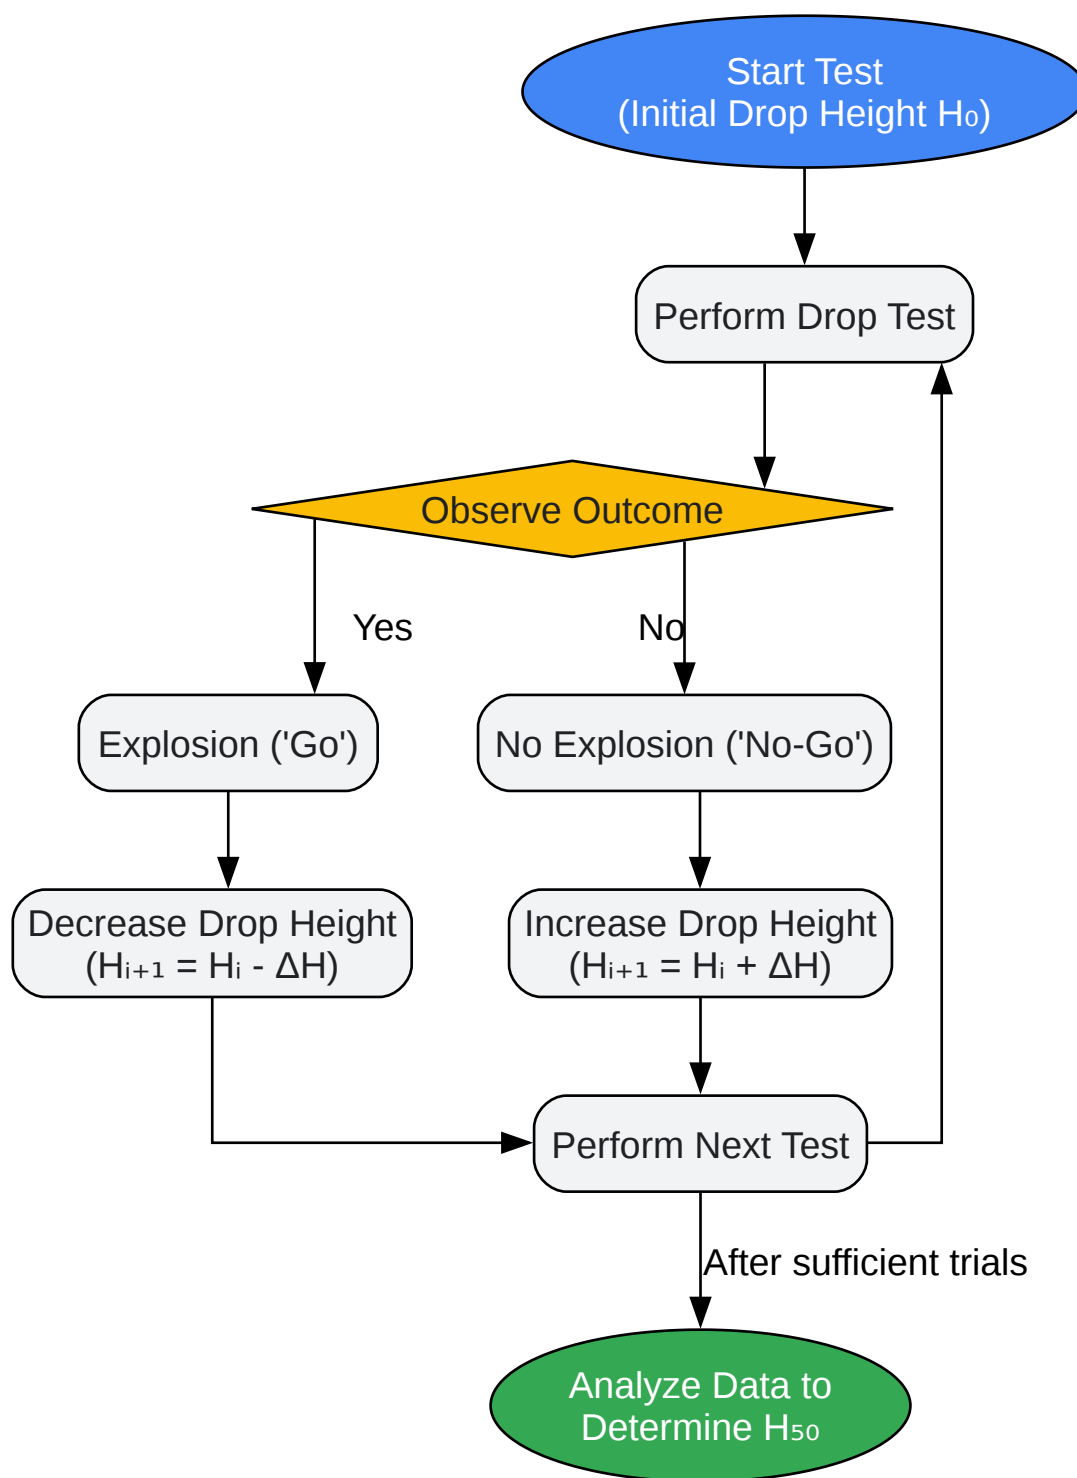 Start Test
(Initial Drop Height H₀)
Perform Drop Test
Observe Outcome
Yes
No
Explosion ('Go')
No Explosion ('No-Go')
Decrease Drop Height
(Hᵢ₊₁ = Hᵢ - ΔH)
Increase Drop Height
(Hᵢ₊₁ = Hᵢ + ΔH)
Perform Next Test
After sufficient trials
Analyze Data to
Determine H₅₀